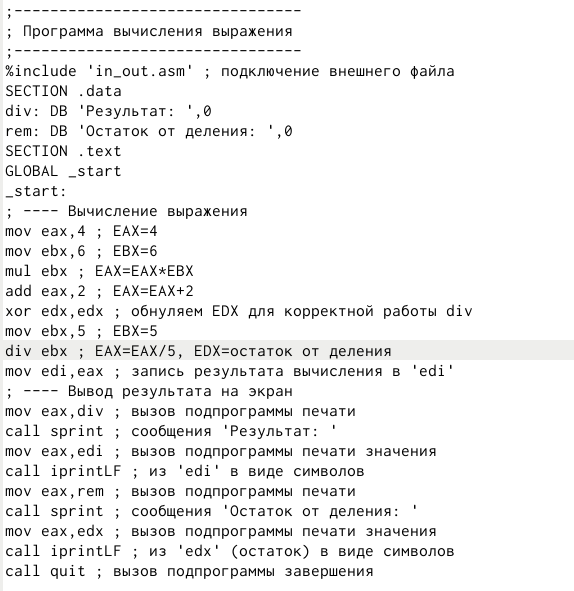 ;--------------------------------
; Программа вычисления выражения
;--------------------------------
%include 'in_out.asm' ; подключение внешнего файла
SECTION .data
div: DB 'Результат: ',0
rem: DB 'Остаток от деления: ',0
SECTION .text
GLOBAL _start
_start:
; ---- Вычисление выражения
mov eax,4 ; EAX=4
mov ebx,6 ; EBX=6
mul ebx ; EAX=EAX*EBX
add eax,2 ; EAX=EAX+2
xor edx,edx ; обнуляем EDX для корректной работы div
mov ebx,5 ; EBX=5
div ebx ; EAX=EAX/5, EDX=остаток от деления
mov edi,eax ; запись результата вычисления в 'edi'
; ---- Вывод результата на экран
mov eax,div ; вызов подпрограммы печати
call sprint ; сообщения 'Результат: '
mov eax,edi ; вызов подпрограммы печати значения
call iprintLF ; из 'edi' в виде символов
mov eax,rem ; вызов подпрограммы печати
call sprint ; сообщения 'Остаток от деления: '
mov eax,edx ; вызов подпрограммы печати значения
call iprintLF ; из 'edx' (остаток) в виде символов
call quit ; вызов подпрограммы завершения